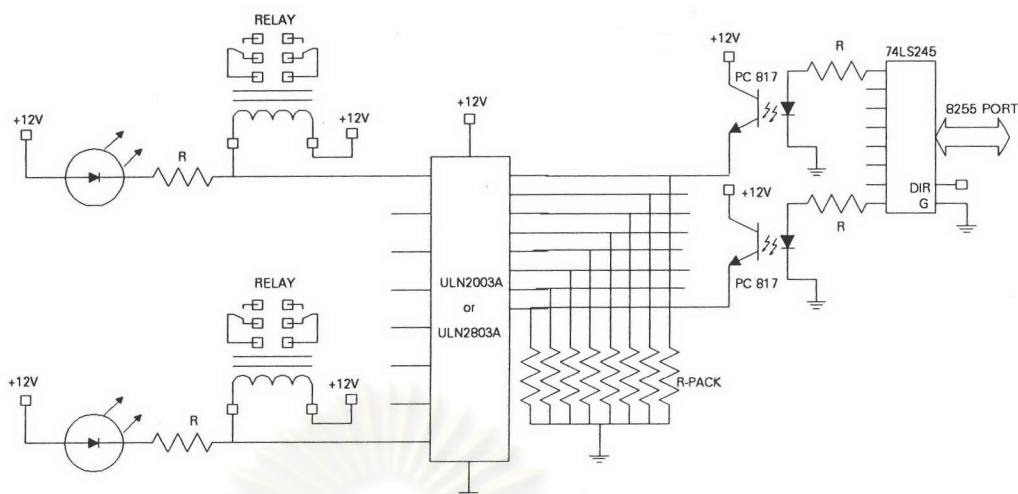 RELAY
+12V
R
74LS245
+12V
PC 817
8255 PORT
+12V
+12V
R
+12V
DIR
G
+12V
R
PC 817
RELAY
ULN2003A
or
ULN2803A
+12V
+12V
R
R-PACK